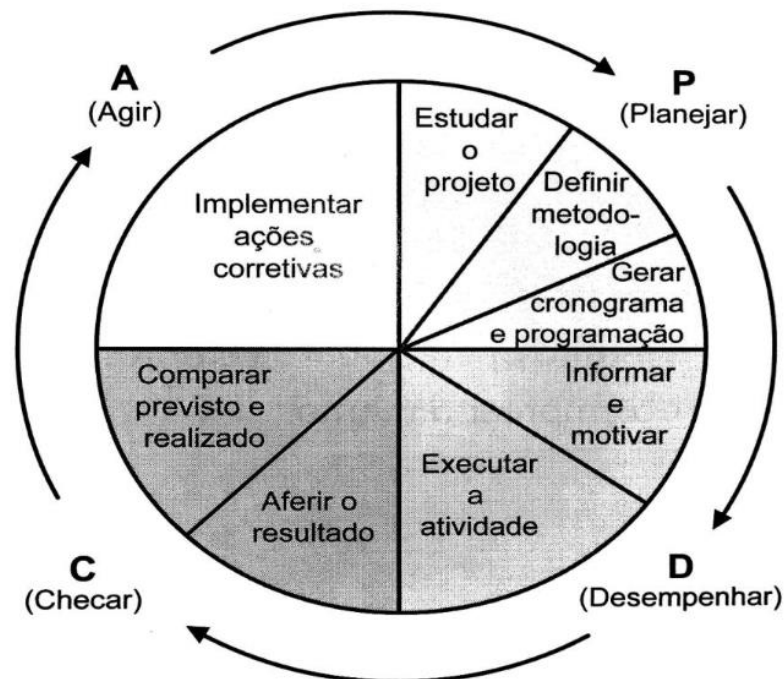 A
(Agir)
P
(Planejar)
Estudar
o
projeto
Definir
metodo-
logia
Gerar
cronograma
e programação
Implementar
ações
corretivas
Comparar
previsto e
realizado
Aferir o
resultado
Executar
a
atividade
Informar
e
motivar
C
(Checar)
D
(Desempenhar)